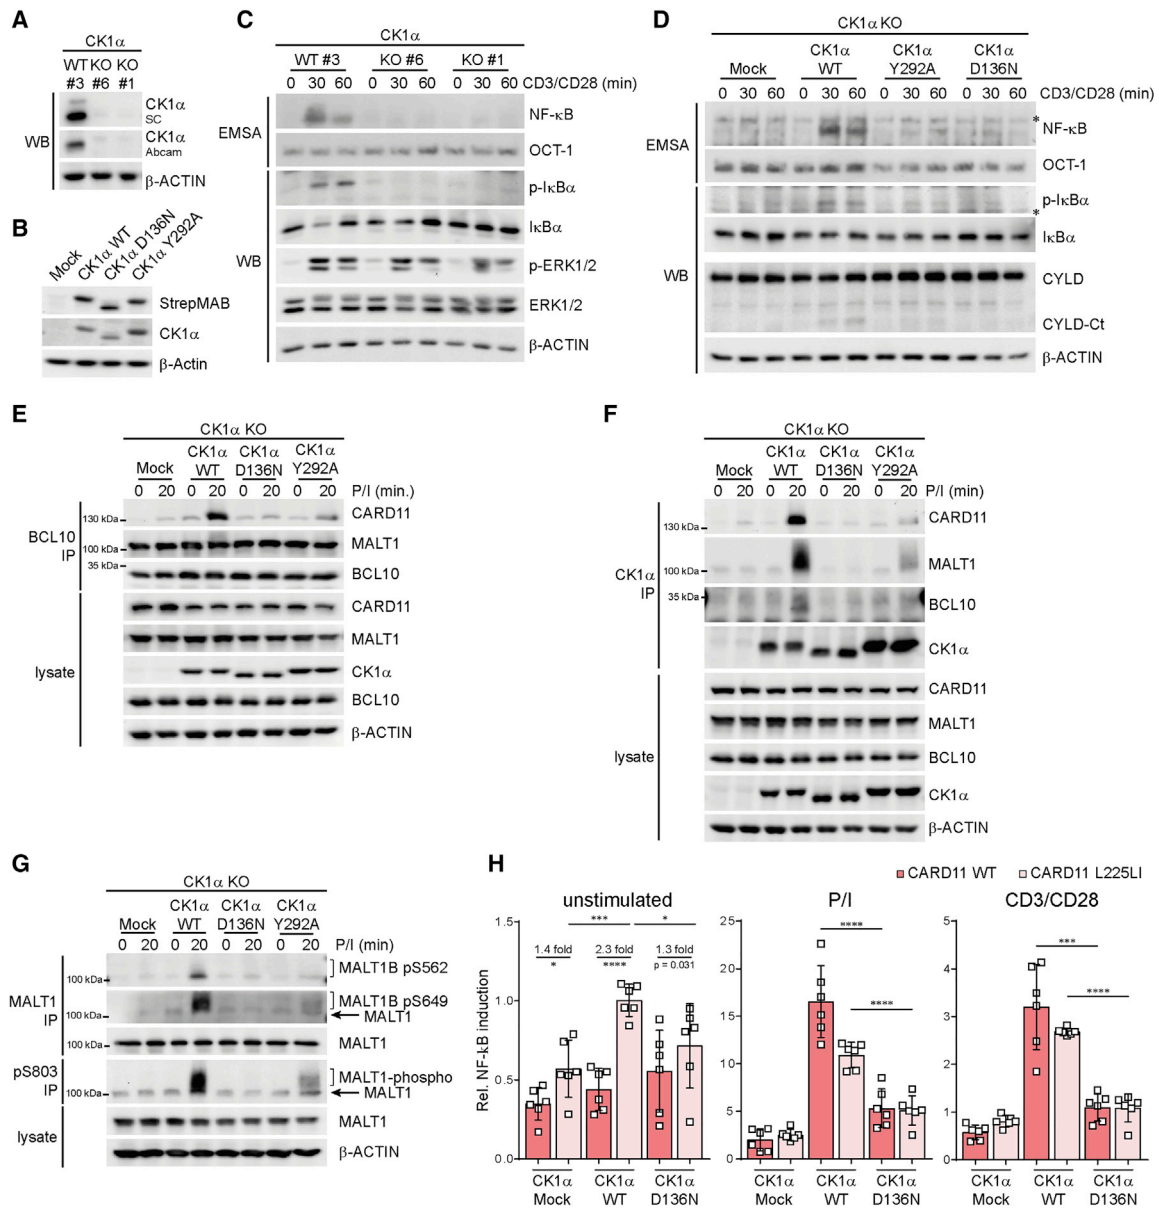 A
CK1α
WT KO KO
#3 #6 #1
WB
CK1α
SC
CK1α
Abcam
β-ACTIN
B
Mock
CK1α WT
CK1α D136N
CK1α Y292A
StrepMAB
CK1α
β-Actin
C
CK1α
WT #3 KO #6 KO #1
0 30 60 0 30 60 0 30 60 CD3/CD28 (min)
EMSA
NF-κB
OCT-1
WB
p-IκBα
IκBα
p-ERK1/2
ERK1/2
β-ACTIN
D
CK1α KO
CK1α CK1α CK1α
Mock WT Y292A D136N
0 30 60 0 30 60 0 30 60 0 30 60 CD3/CD28 (min)
EMSA
*
NF-κB
OCT-1
WB
p-IκBα
*
IκBα
CYLD
CYLD-Ct
β-ACTIN
E
CK1α KO
CK1α CK1α CK1α
Mock WT D136N Y292A
0 20 0 20 0 20 0 20 P/I (min.)
BCL10
IP
130 kDa
CARD11
100 kDa
MALT1
35 kDa
BCL10
lysate
CARD11
MALT1
CK1α
BCL10
β-ACTIN
F
CK1α KO
CK1α CK1α CK1α
Mock WT D136N Y292A
0 20 0 20 0 20 0 20 P/I (min)
CK1α
IP
130 kDa
CARD11
100 kDa
MALT1
35 kDa
BCL10
CK1α
lysate
CARD11
MALT1
BCL10
CK1α
β-ACTIN
G
CK1α KO
CK1α CK1α CK1α
Mock WT D136N Y292A
0 20 0 20 0 20 0 20 P/I (min)
MALT1
IP
100 kDa
MALT1B pS562
100 kDa
MALT1B pS649
MALT1
100 kDa
MALT1
pS803
IP
100 kDa
MALT1-phospho
MALT1
lysate
MALT1
β-ACTIN
H
CARD11 WT CARD11 L225LI
unstimulated
Rel. NF-kB induction
1.5
1.0
0.5
0.0
*** *
1.4 fold 2.3 fold 1.3 fold
* **** p = 0.031
CK1α CK1α CK1α
Mock WT D136N
P/I
25
20
15
10
5
0
****
****
CK1α CK1α CK1α
Mock WT D136N
CD3/CD28
5
4
3
2
1
0
***
****
CK1α CK1α CK1α
Mock WT D136N